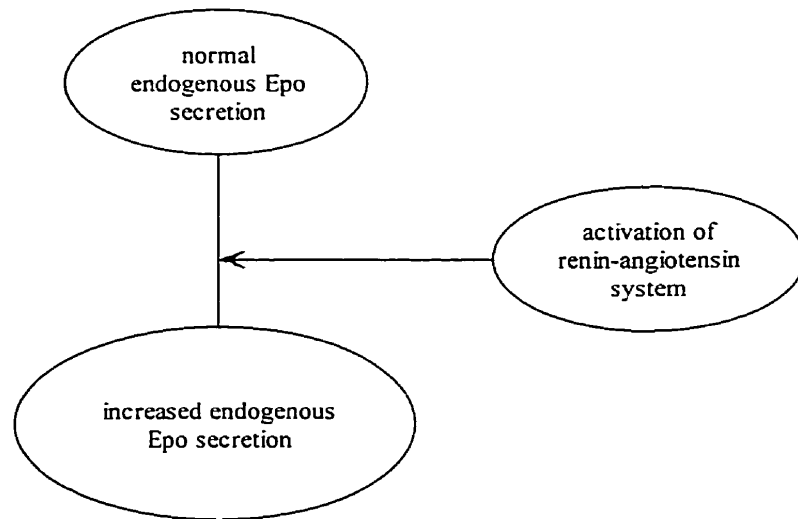 normal
endogenous Epo
secretion
activation of
renin-angiotensin
system
increased endogenous
Epo secretion